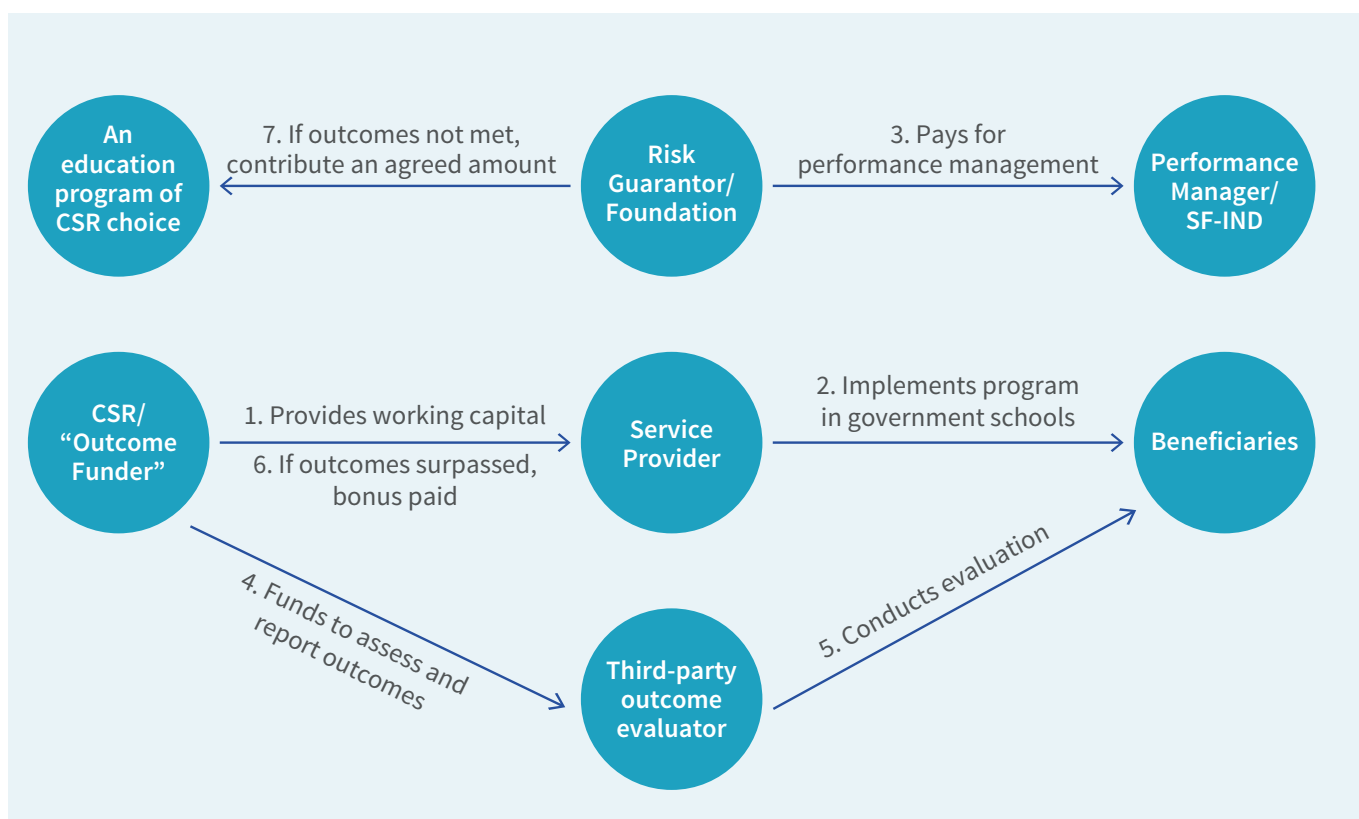 An
education
program of
CSR choice
7. If outcomes not met,
contribute an agreed amount
Risk
Guarantor/
Foundation
3. Pays for
performance management
Performance
Manager/
SF-IND
CSR/
“Outcome
Funder”
1. Provides working capital
6. If outcomes surpassed,
bonus paid
Service
Provider
2. Implements program
in government schools
Beneficiaries
4. Funds to assess and
report outcomes
Third-party
outcome
evaluator
5. Conducts evaluation